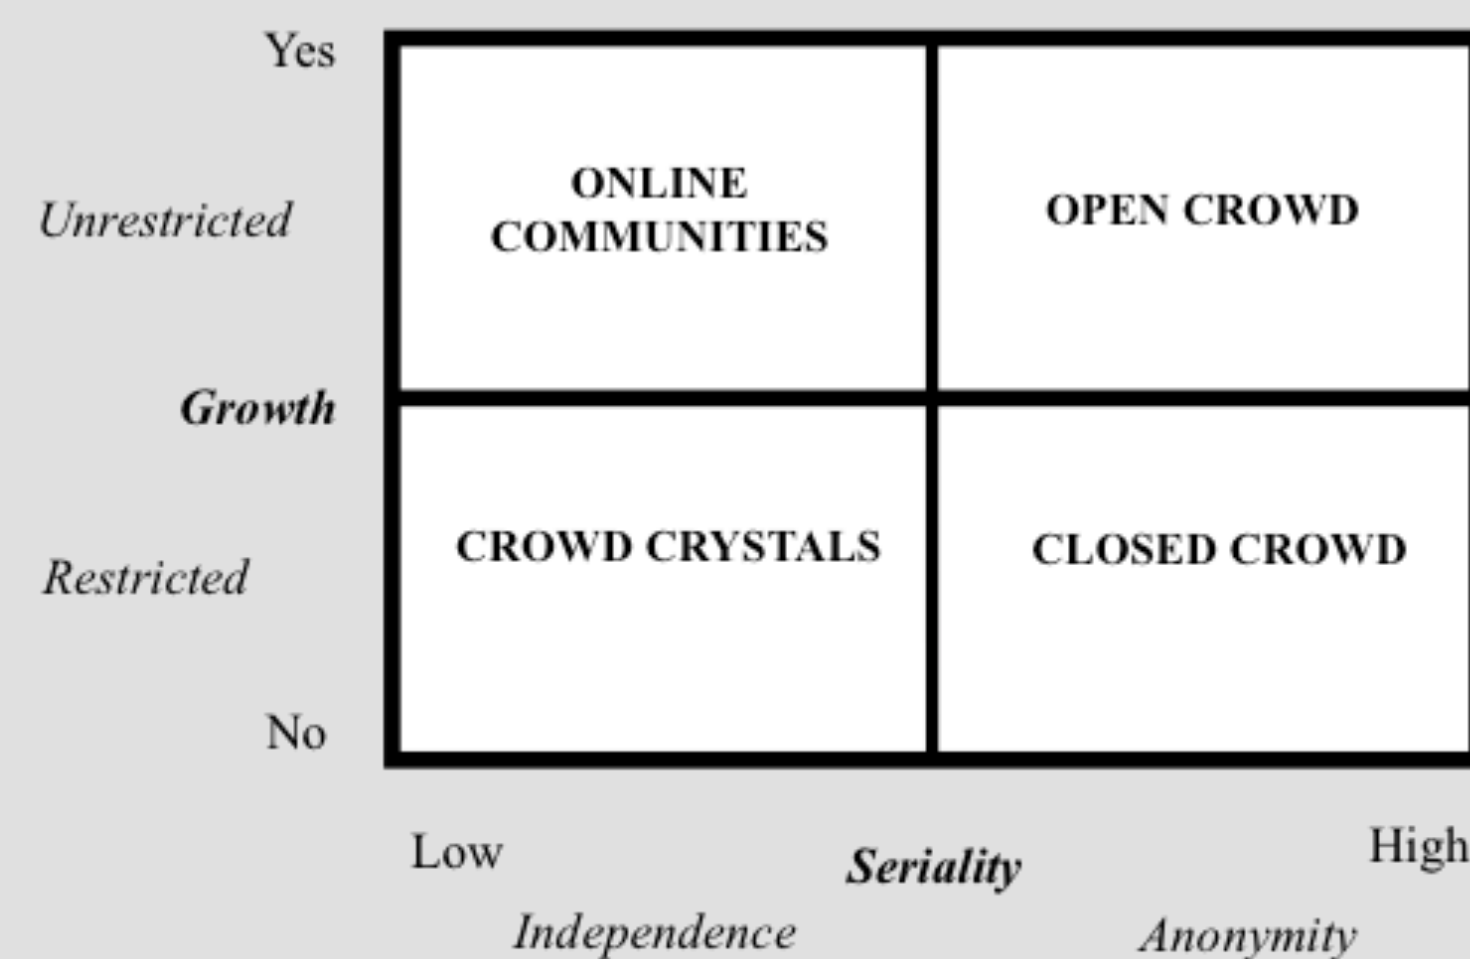 Yes
ONLINE
COMMUNITIES
OPEN CROWD
Unrestricted
Growth
CROWD CRYSTALS
CLOSED CROWD
Restricted
No
Low
Seriality
High
Independence
Anonymity